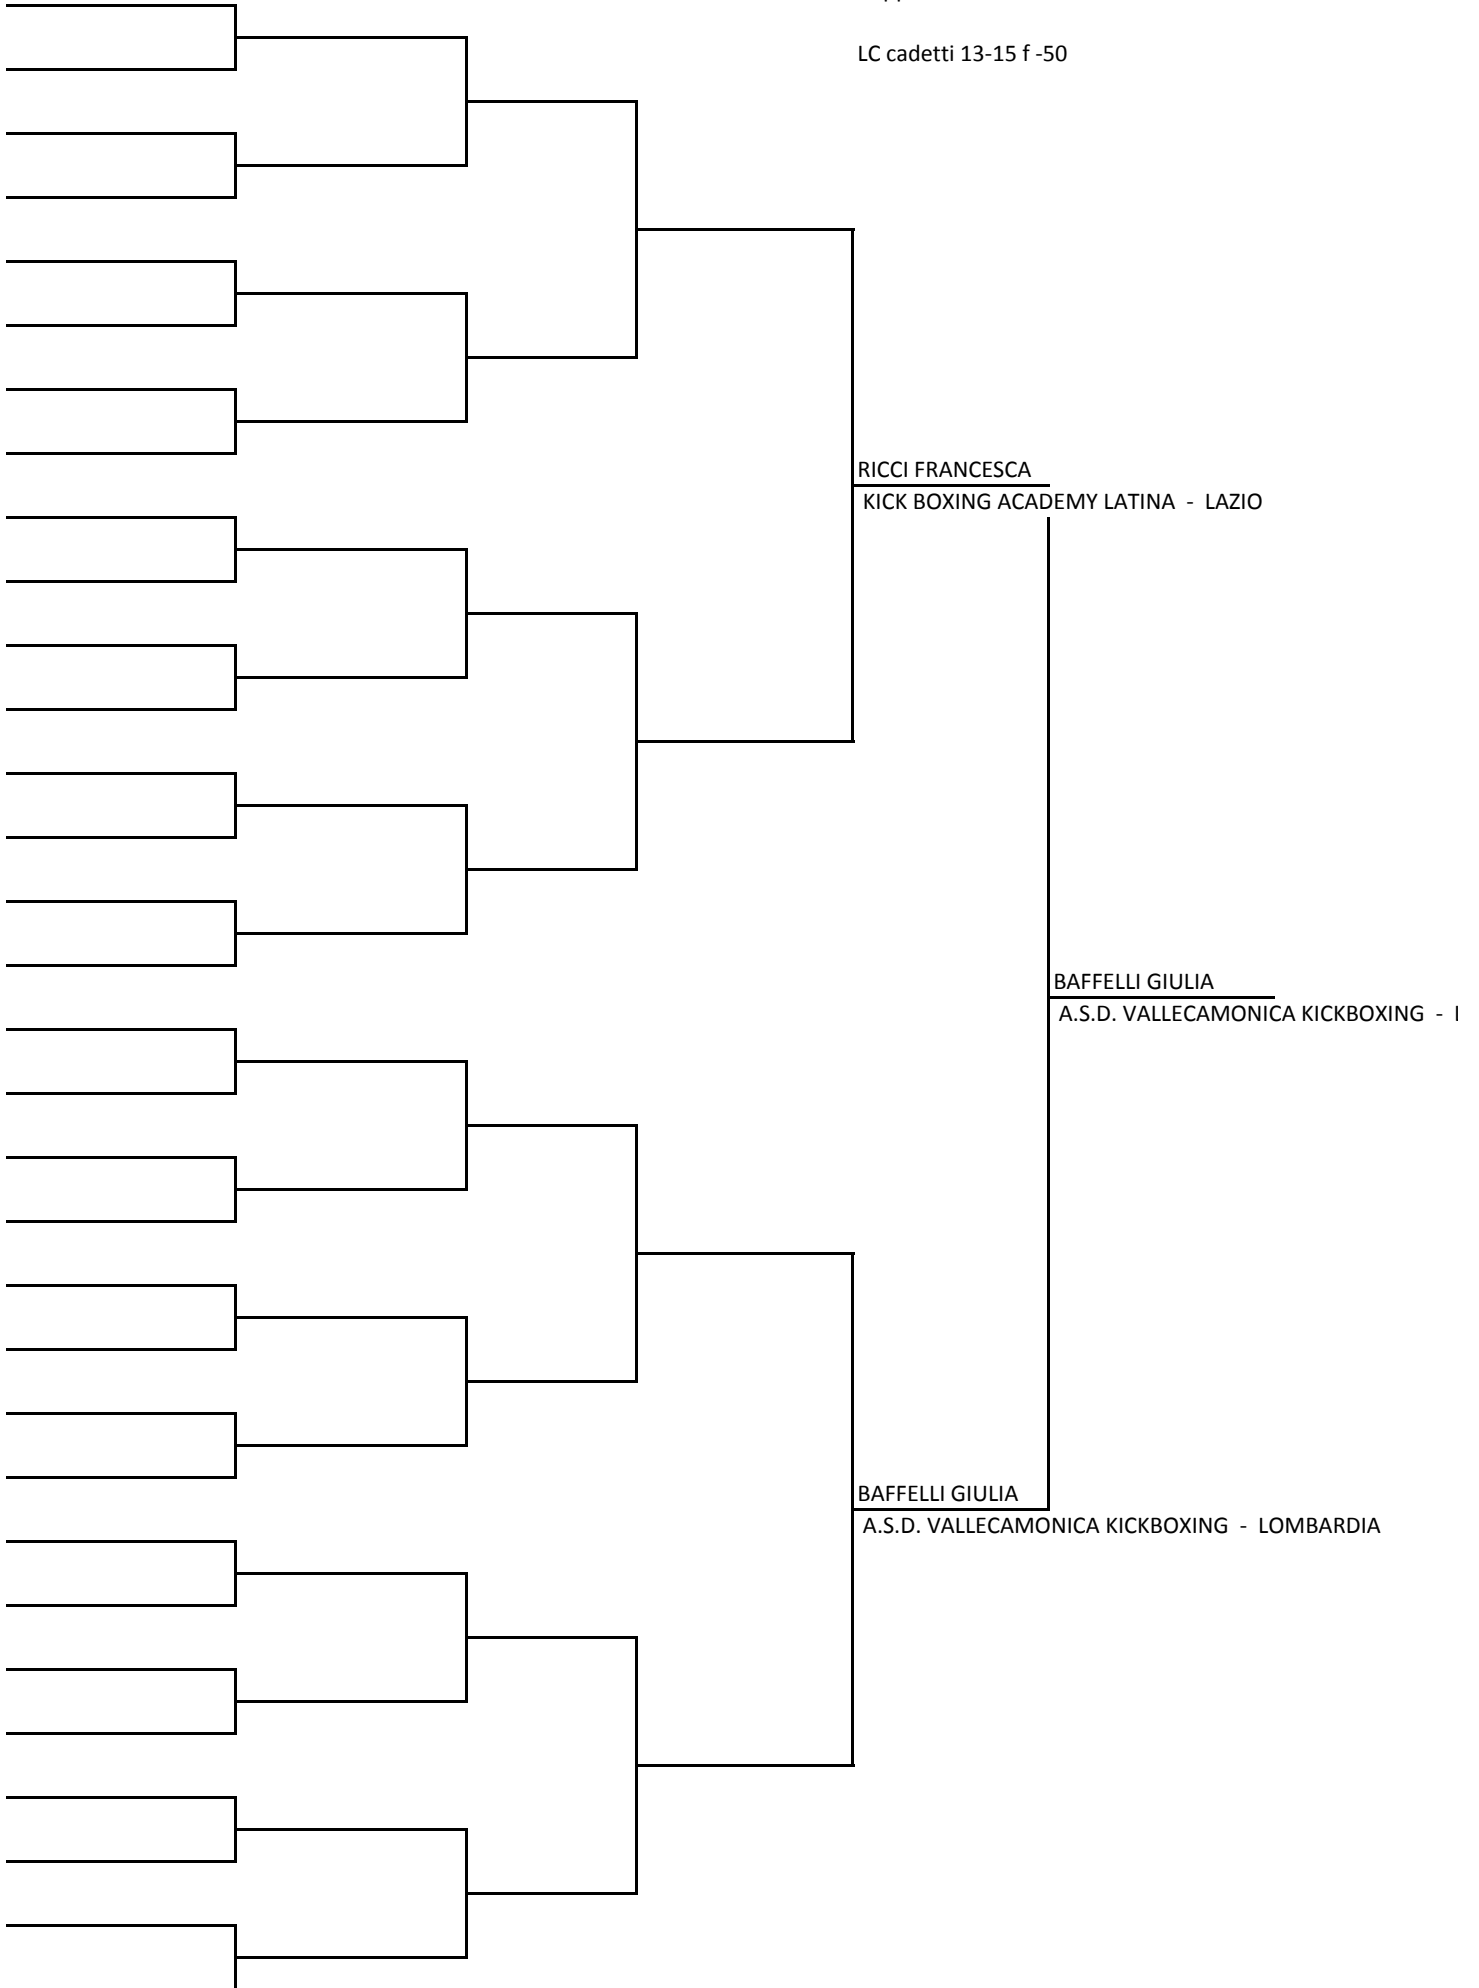 LC cadetti 13-15 f -50
RICCI FRANCESCA
KICK BOXING ACADEMY LATINA - LAZIO
BAFFELLI GIULIA
A.S.D. VALLECAMONICA KICKBOXING -
BAFFELLI GIULIA
A.S.D. VALLECAMONICA KICKBOXING - LOMBARDIA